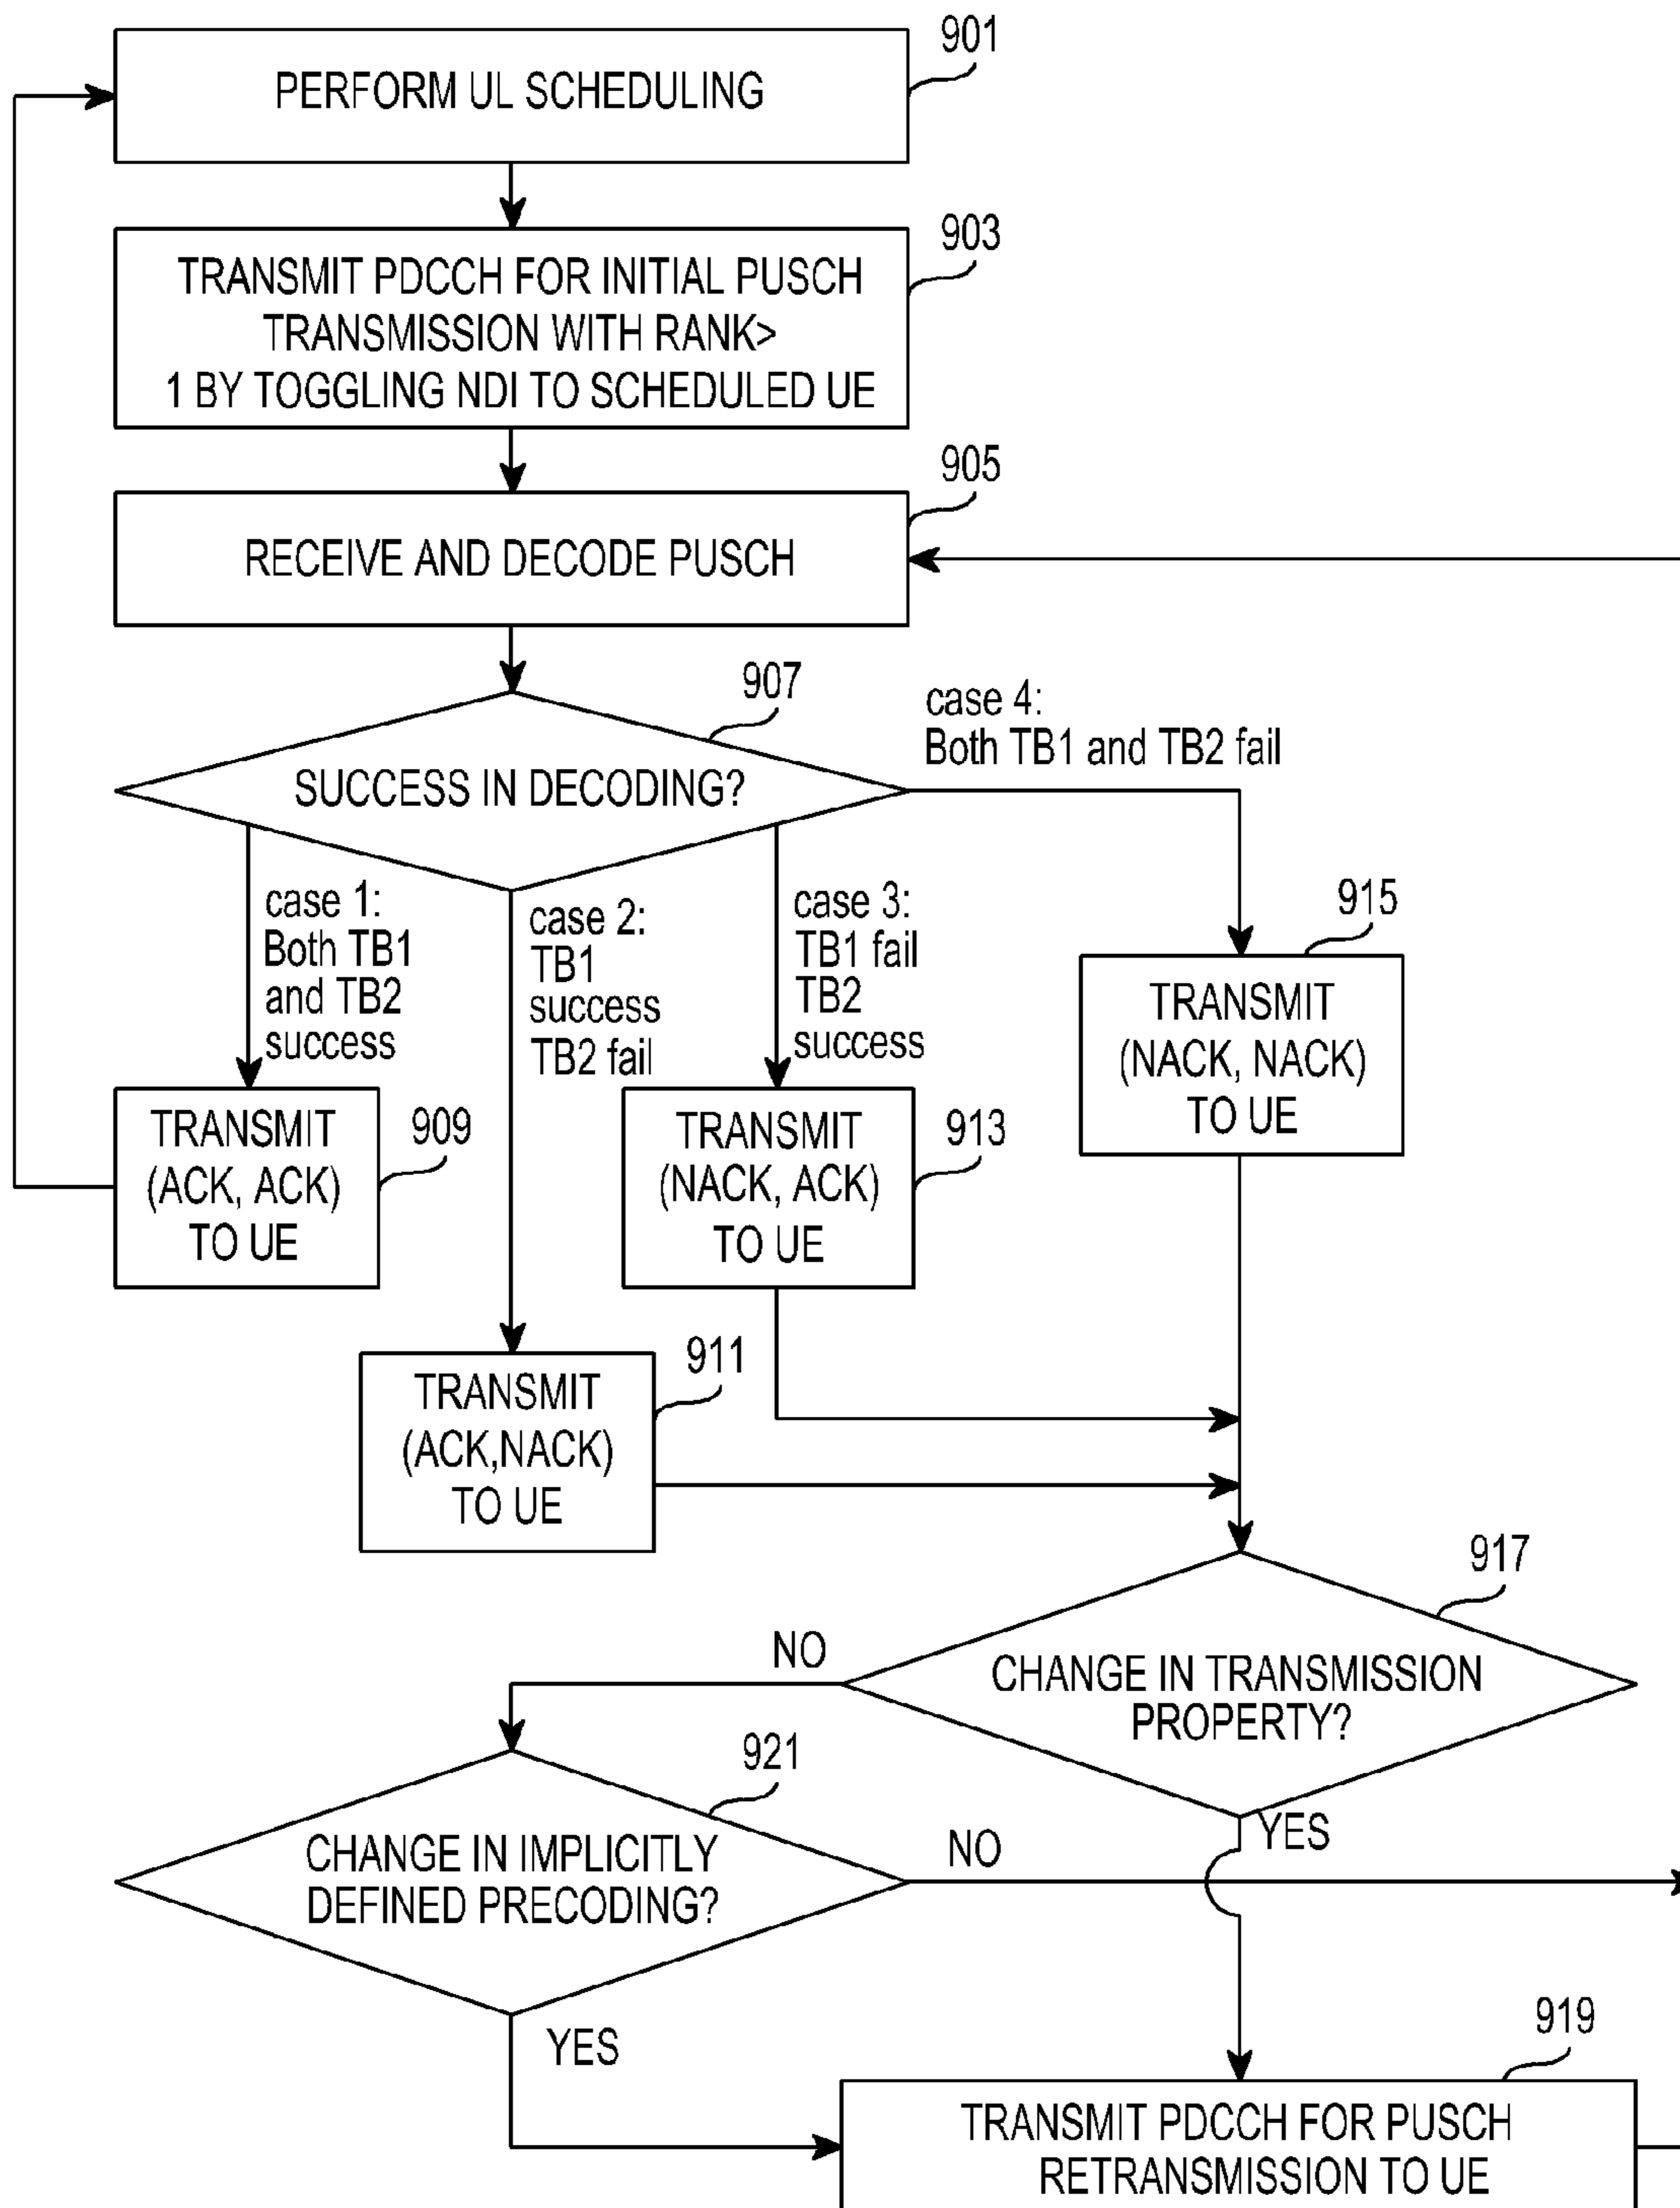 901
PERFORM UL SCHEDULING
903
TRANSMIT PDCCH FOR INITIAL PUSCH
TRANSMISSION WITH RANK>
1 BY TOGGLING NDI TO SCHEDULED UE
905
RECEIVE AND DECODE PUSCH
907
SUCCESS IN DECODING?
case 4:
Both TB1 and TB2 fail
case 1:
Both TB1
and TB2
success
case 2:
TB1
success
TB2 fail
case 3:
TB1 fail
TB2
success
915
TRANSMIT
(NACK, NACK)
TO UE
909
TRANSMIT
(ACK, ACK)
TO UE
913
TRANSMIT
(NACK, ACK)
TO UE
911
TRANSMIT
(ACK,NACK)
TO UE
917
CHANGE IN TRANSMISSION
PROPERTY?
NO
YES
921
CHANGE IN IMPLICITLY
DEFINED PRECODING?
NO
YES
919
TRANSMIT PDCCH FOR PUSCH
RETRANSMISSION TO UE